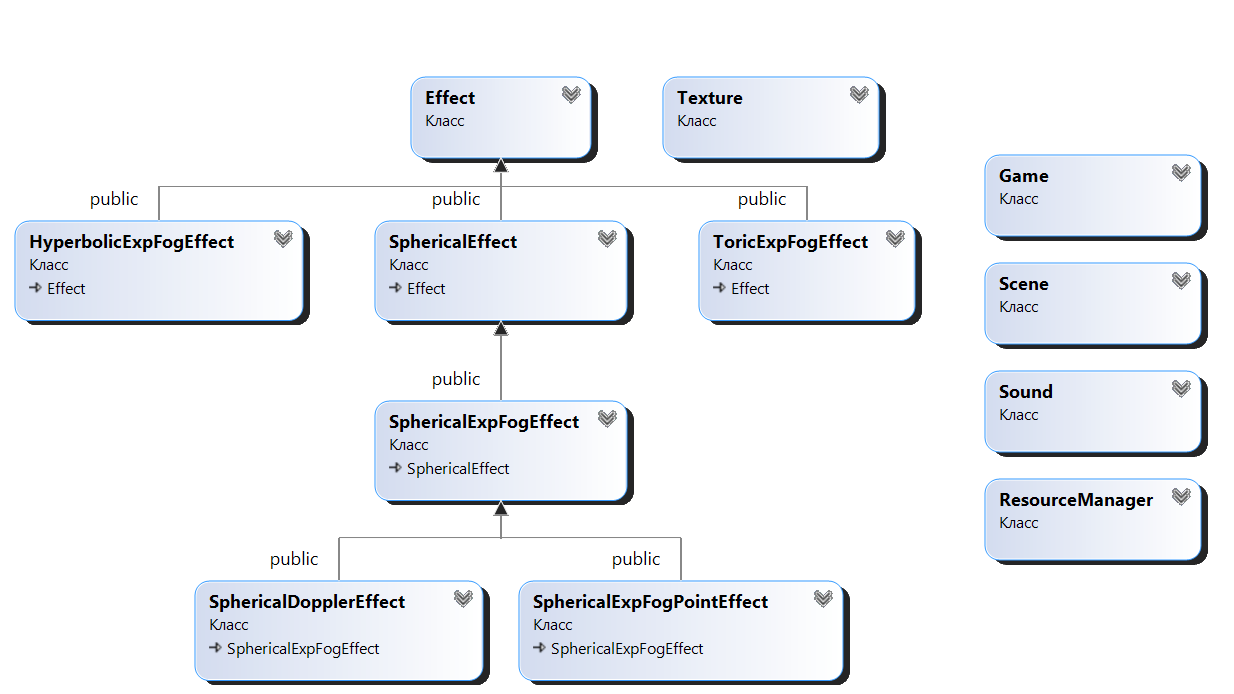 Effect
Класс
Texture
Класс
Game
Класс
public
public
public
HyperbolicExpFogEffect
Класс
Effect
SphericalEffect
Класс
Effect
ToricExpFogEffect
Класс
Effect
Scene
Класс
public
Sound
Класс
SphericalExpFogEffect
Класс
SphericalEffect
ResourceManager
Класс
public
public
SphericalDopplerEffect
Класс
SphericalExpFogEffect
SphericalExpFogPointEffect
Класс
SphericalExpFogEffect